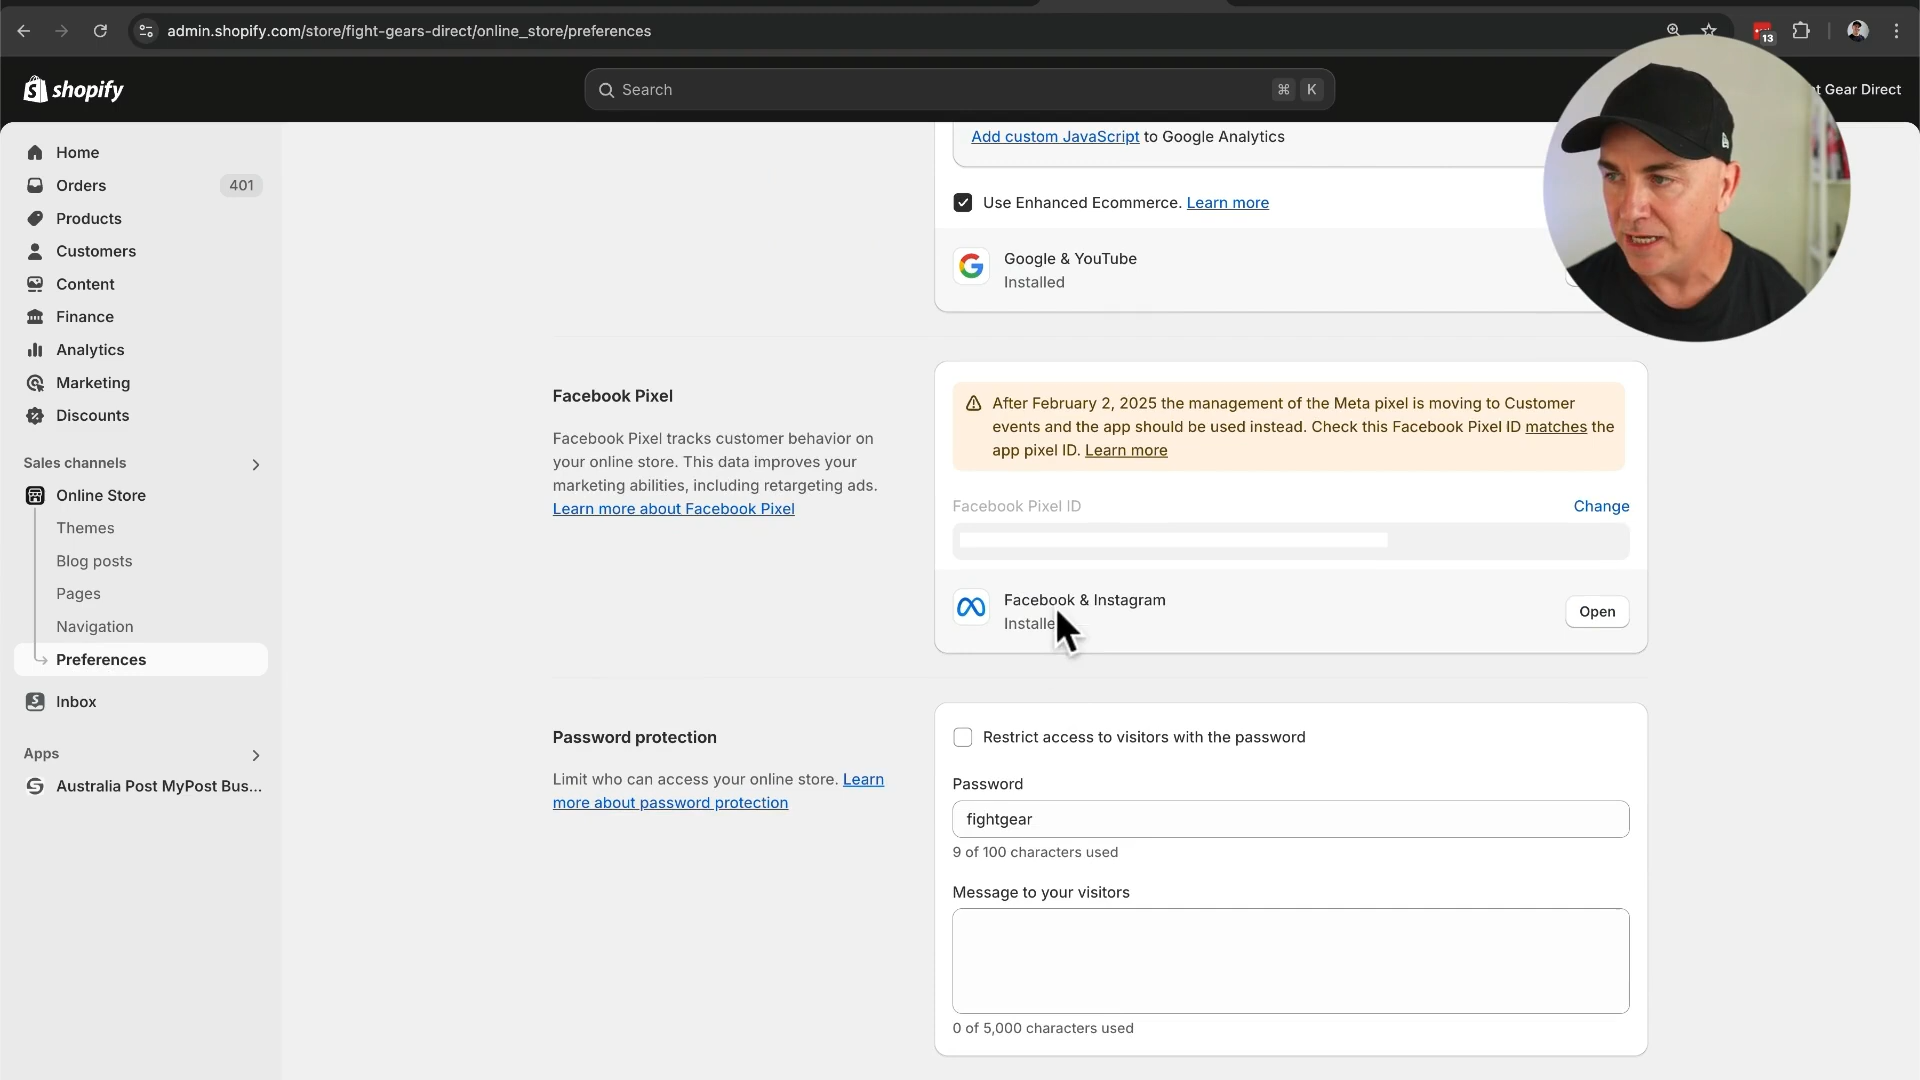 admin.shopify.com/store/fight-gears-direct/online_store/preferences
13
shopify
Search
⌘ K
t Gear Direct
Home
Orders 401
Products
Customers
Content
Finance
Analytics
Marketing
Discounts
Sales channels
Online Store
Themes
Blog posts
Pages
Navigation
Preferences
Inbox
Apps
Australia Post MyPost Bus...
Add custom JavaScript to Google Analytics
Use Enhanced Ecommerce. Learn more
Google & YouTube
Installed
Facebook Pixel
Facebook Pixel tracks customer behavior on
your online store. This data improves your
marketing abilities, including retargeting ads.
Learn more about Facebook Pixel
After February 2, 2025 the management of the Meta pixel is moving to Customer
events and the app should be used instead. Check this Facebook Pixel ID matches the
app pixel ID. Learn more
Facebook Pixel ID
Change
Facebook & Instagram
Installe
Open
Password protection
Limit who can access your online store. Learn
more about password protection
Restrict access to visitors with the password
Password
fightgear
9 of 100 characters used
Message to your visitors
0 of 5,000 characters used